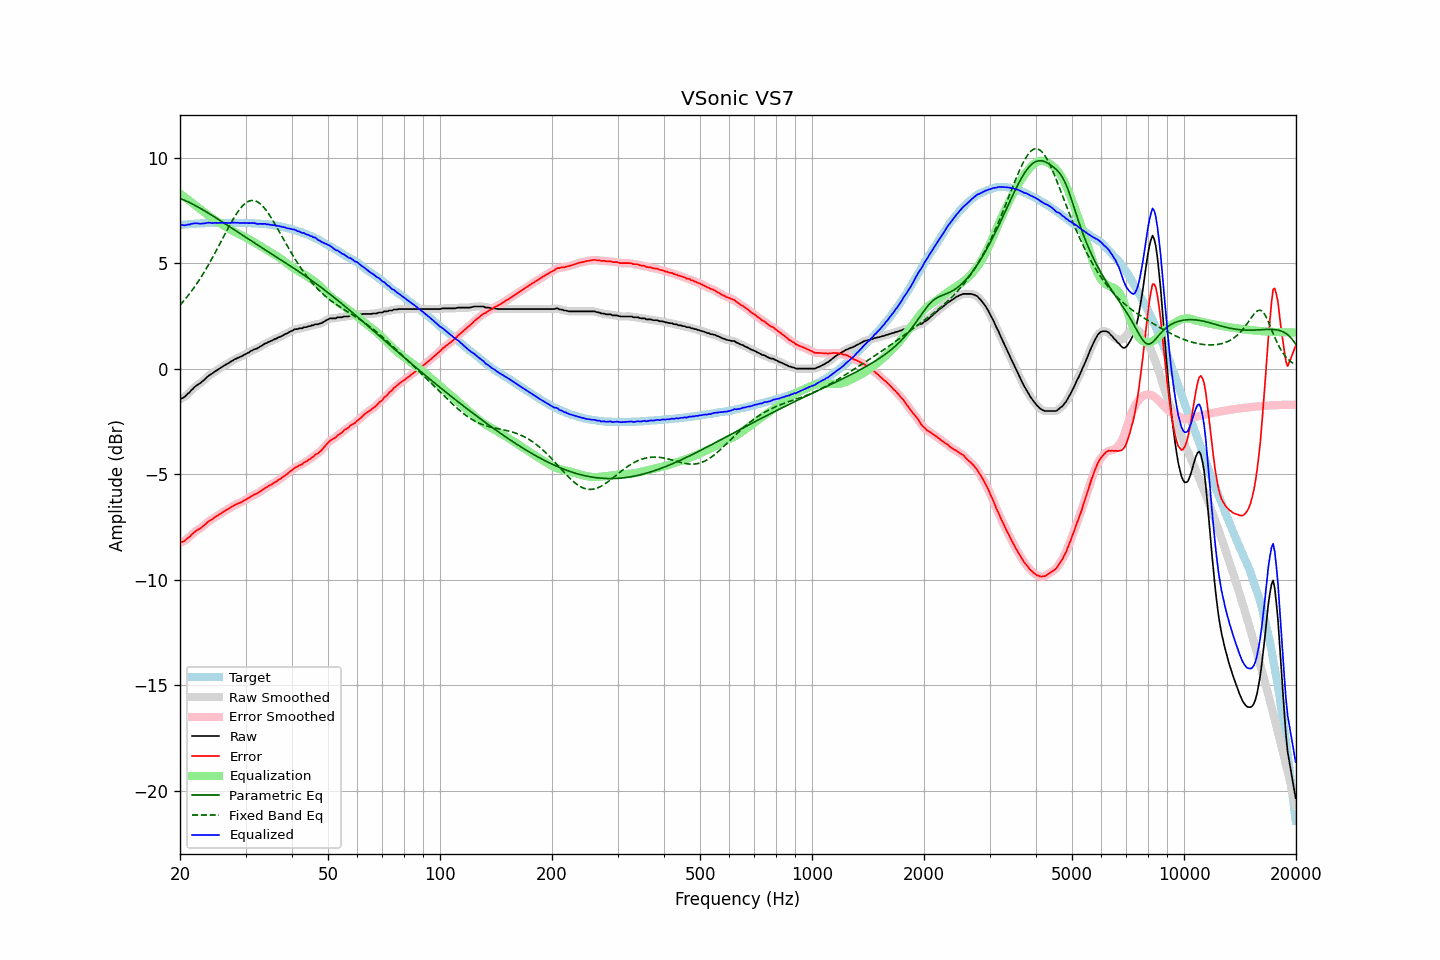 VSonic VS7
Amplitude (dBr)
10
5
0
−5
−10
−15
−20
Target
Raw Smoothed
Error Smoothed
Raw
Error
Equalization
Parametric Eq
Fixed Band Eq
Equalized
20 50 100 200 500 1000 2000 5000 10000 20000
Frequency (Hz)